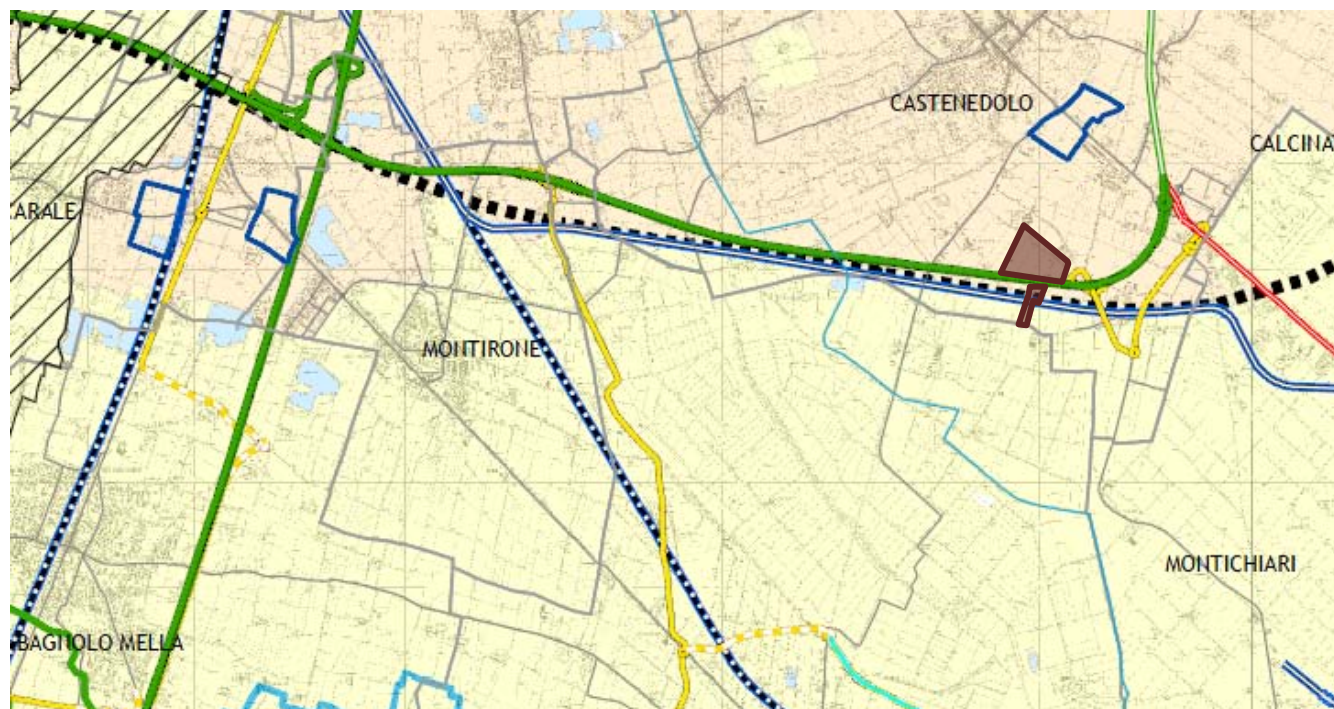 CASTENEDOLO
CALCINA
ARALE
MONTIRONE
MONTICHIARI
BAGNOLO MELLA